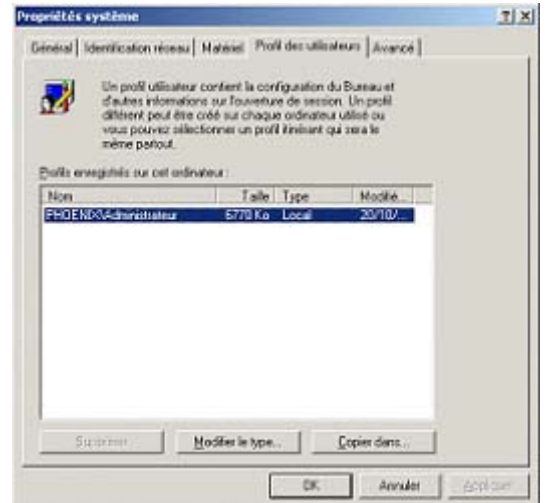 Propriétés système
Général Identification réseau Matériel Profil des utilisateurs Avancé
Un profil utilisateur contient la configuration du Bureau et
d'autres informations sur l'ouverture de session. Un profil
différent peut être créé sur chaque ordinateur utilisé ou
vous pouvez sélectionner un profil itinérant qui sera le
même partout.
Profils enregistrés sur cet ordinateur :
Nom Taille Type Modifié...
PHOENIX\Administrateur 6770 Ko Local 20/10/...
Supprimer Modifier le type... Copier dans...
OK Annuler Appliquer